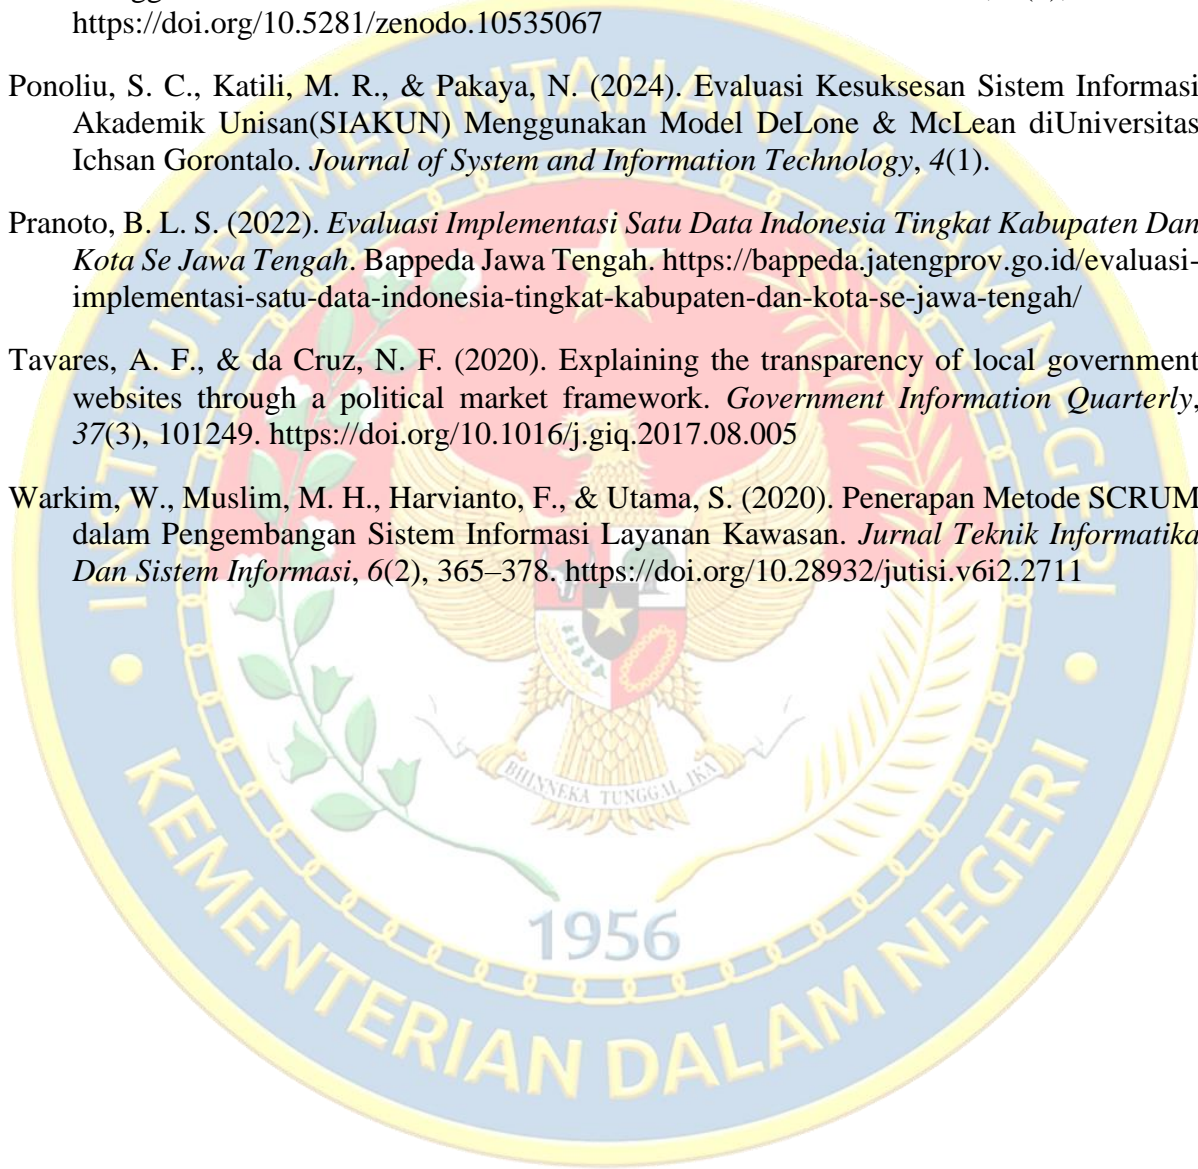 https://doi.org/10.5281/zenodo.10535067
Ponoliu, S. C., Katili, M. R., & Pakaya, N. (2024). Evaluasi Kesuksesan Sistem Informasi
Akademik Unisan(SIAKUN) Menggunakan Model DeLone & McLean diUniversitas
Ichsan Gorontalo. Journal of System and Information Technology, 4(1).
Pranoto, B. L. S. (2022). Evaluasi Implementasi Satu Data Indonesia Tingkat Kabupaten Dan
Kota Se Jawa Tengah. Bappeda Jawa Tengah. https://bappeda.jatengprov.go.id/evaluasi-
implementasi-satu-data-indonesia-tingkat-kabupaten-dan-kota-se-jawa-tengah/
Tavares, A. F., & da Cruz, N. F. (2020). Explaining the transparency of local government
websites through a political market framework. Government Information Quarterly,
37(3), 101249. https://doi.org/10.1016/j.giq.2017.08.005
Warkim, W., Muslim, M. H., Harvianto, F., & Utama, S. (2020). Penerapan Metode SCRUM
dalam Pengembangan Sistem Informasi Layanan Kawasan. Jurnal Teknik Informatika
Dan Sistem Informasi, 6(2), 365–378. https://doi.org/10.28932/jutisi.v6i2.2711
INSTITUT PEMERINTAHAN DALAM NEGERI
BHINNEKA TUNGGAL IKA
1956
KEMENTERIAN DALAM NEGERI